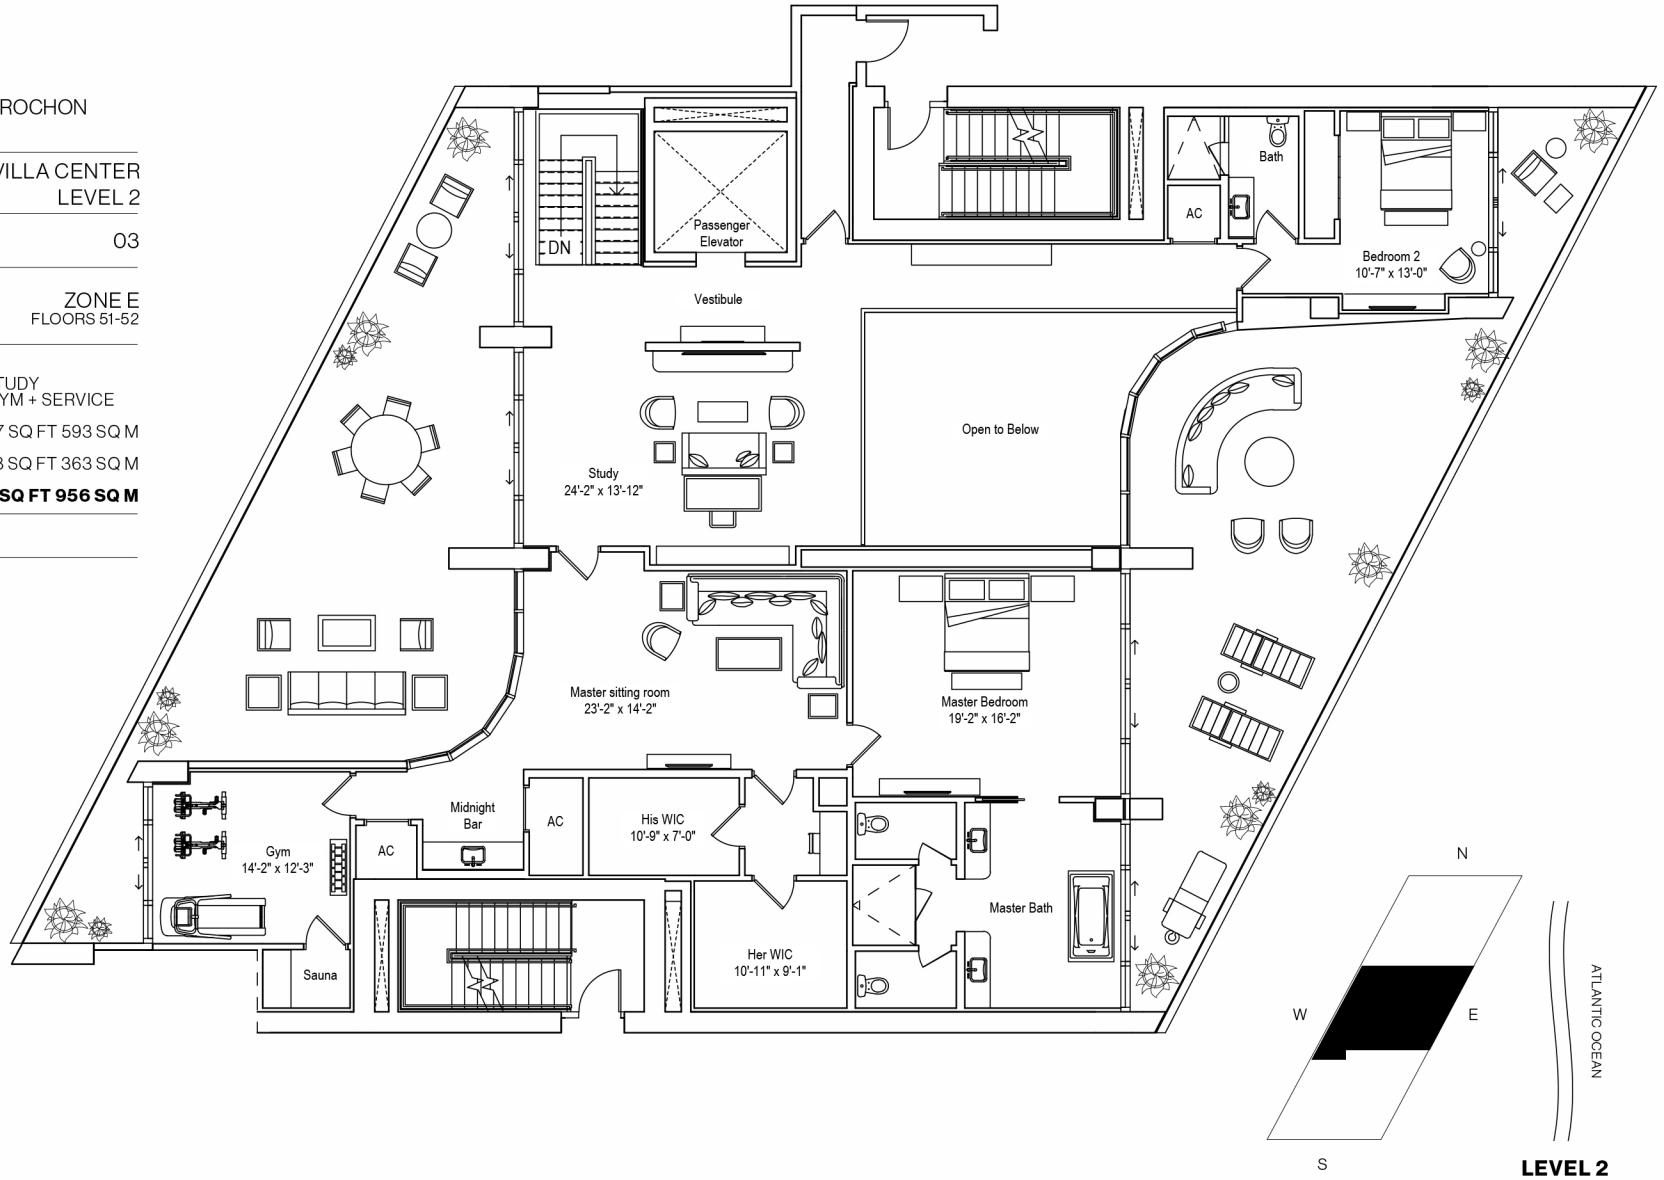 ROCHON
VILLA CENTER
LEVEL 2
03
ZONE E
FLOORS 51-52
TUDY
YM + SERVICE
7 SQ FT 593 SQ M
3 SQ FT 363 SQ M
SQ FT 956 SQ M
DN
Passenger
Elevator
Vestibule
Bath
AC
Bedroom 2
10'-7" x 13'-0"
Open to Below
Study
24'-2" x 13'-12"
Master sitting room
23'-2" x 14'-2"
Master Bedroom
19'-2" x 16'-2"
Midnight
Bar
AC
His WIC
10'-9" x 7'-0"
AC
Gym
14'-2" x 12'-3"
Master Bath
Her WIC
10'-11" x 9'-1"
Sauna
N
W
E
S
ATLANTIC OCEAN
LEVEL 2